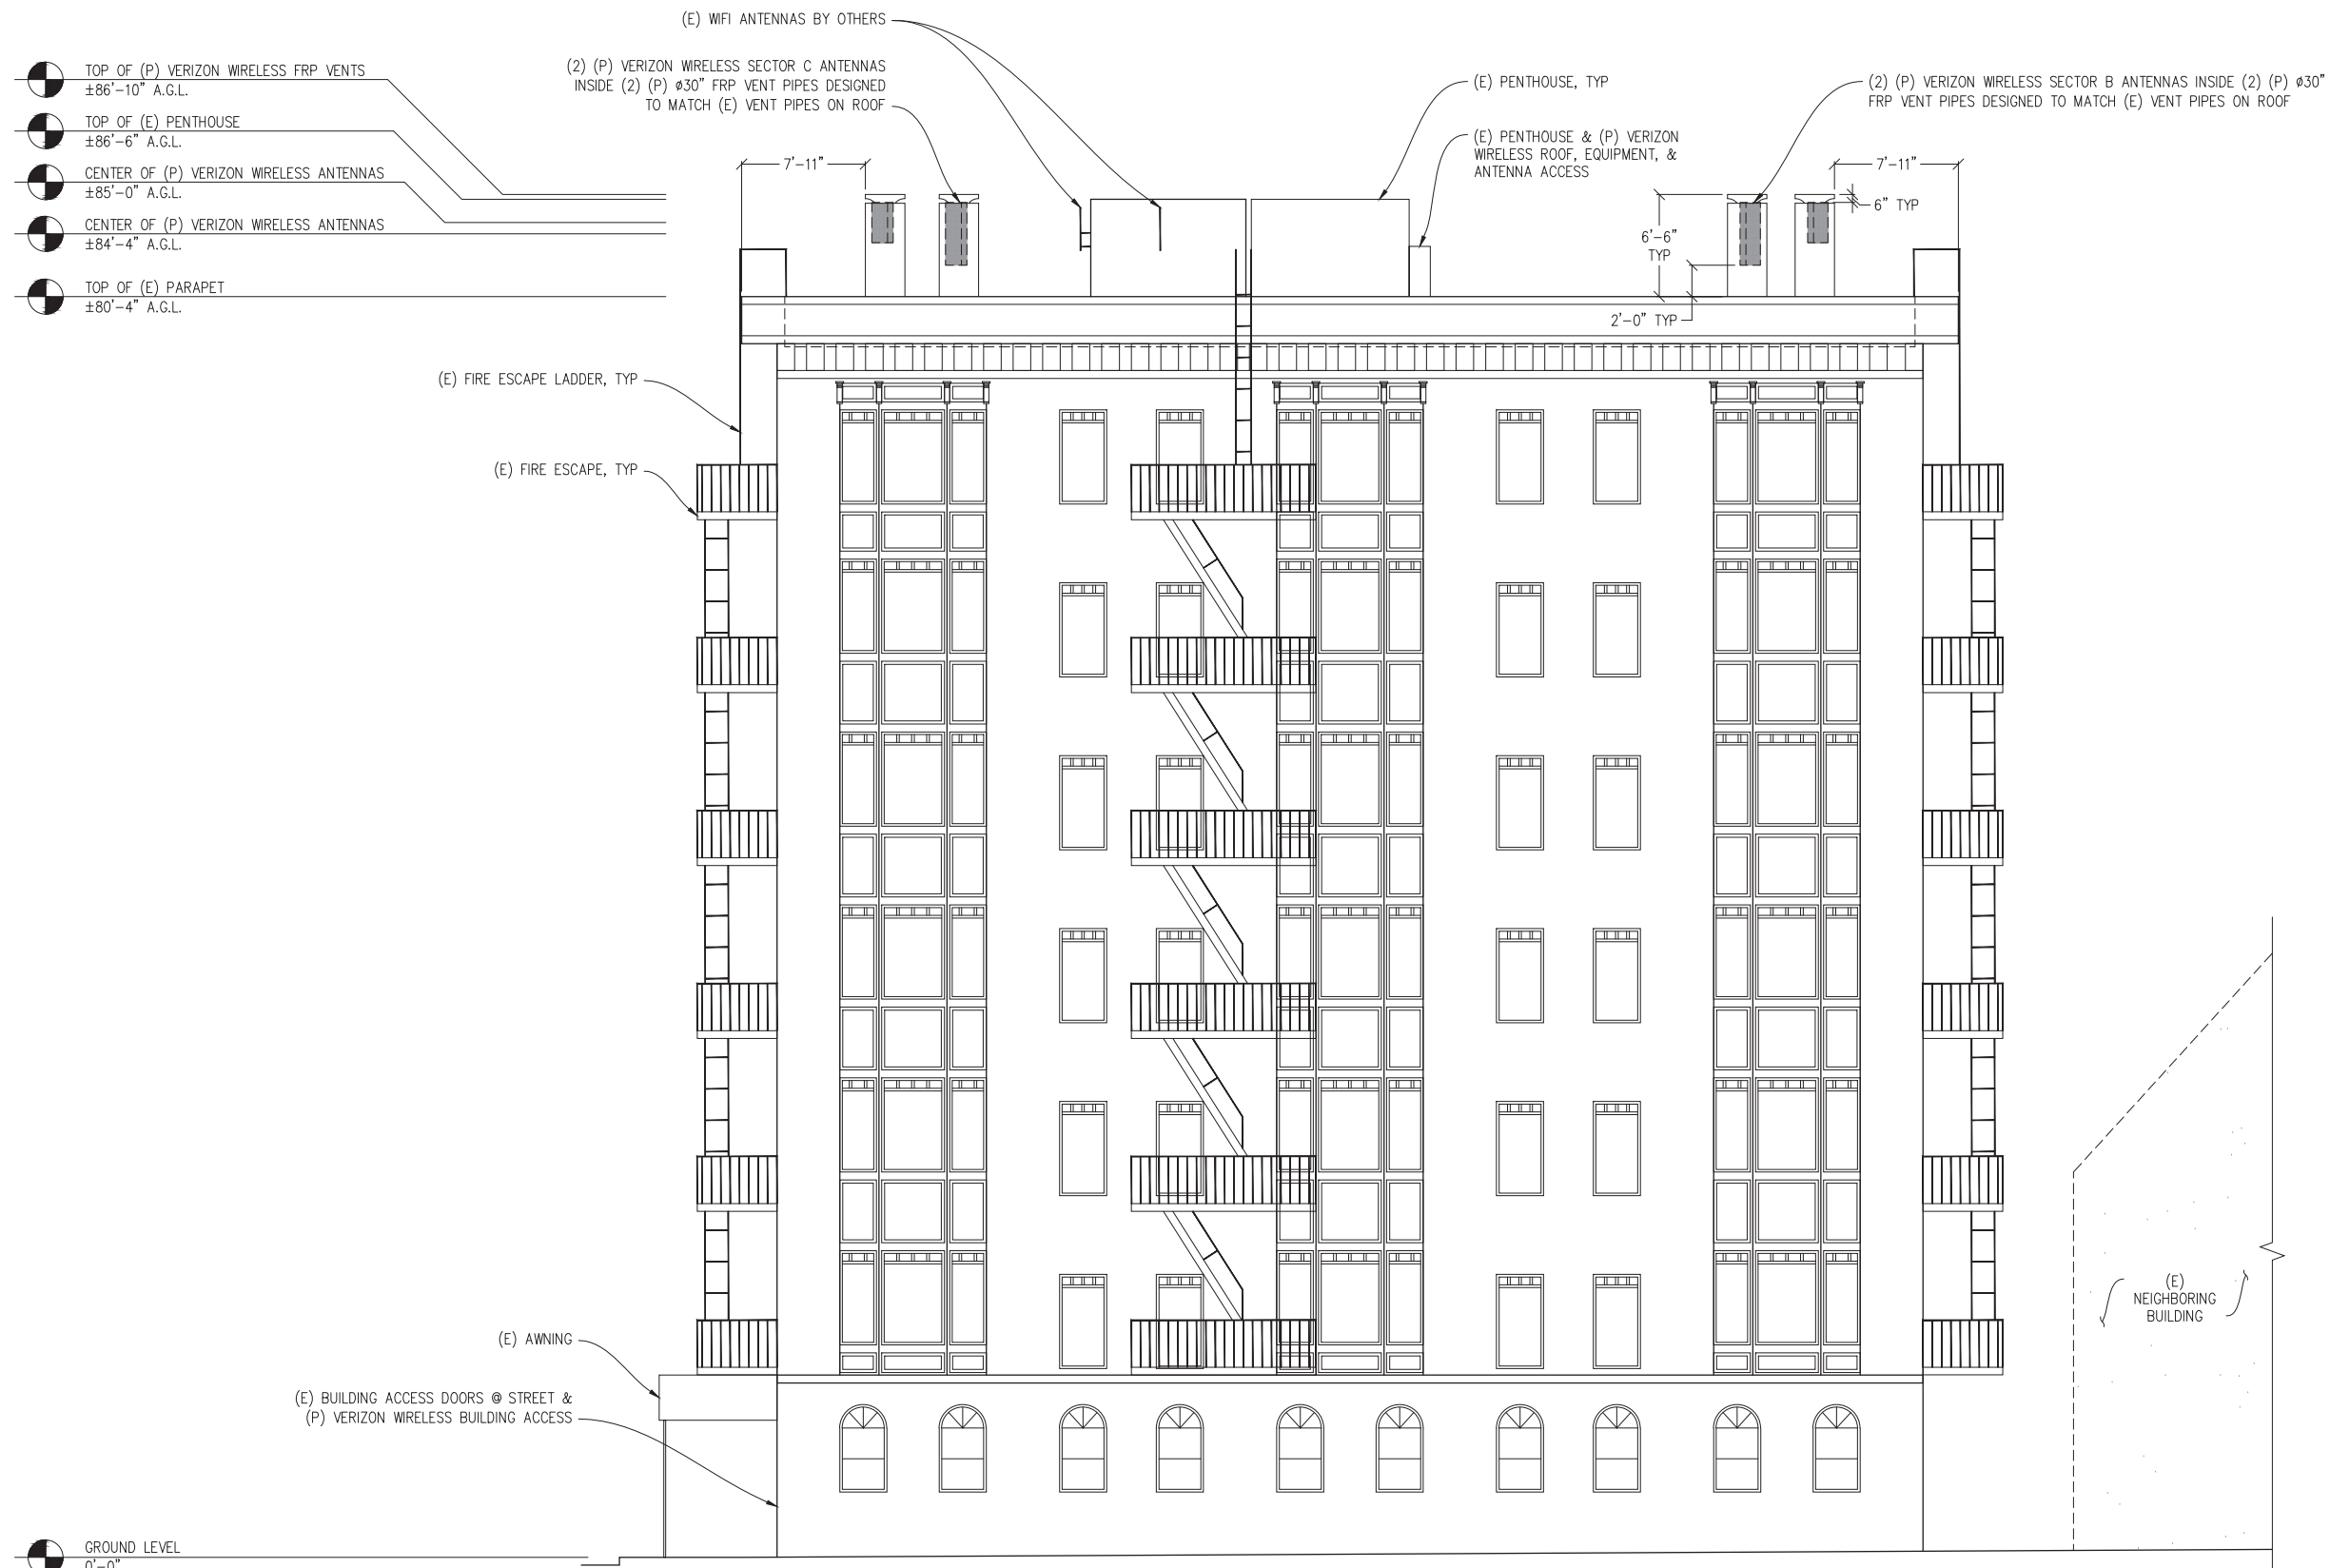 (E) WIFI ANTENNAS BY OTHERS
(2) (P) VERIZON WIRELESS SECTOR C ANTENNAS
INSIDE (2) (P) ø30" FRP VENT PIPES DESIGNED
TO MATCH (E) VENT PIPES ON ROOF
(E) PENTHOUSE, TYP
(E) PENTHOUSE & (P) VERIZON
WIRELESS ROOF, EQUIPMENT, &
ANTENNA ACCESS
(2) (P) VERIZON WIRELESS SECTOR B ANTENNAS INSIDE (2) (P) ø30"
FRP VENT PIPES DESIGNED TO MATCH (E) VENT PIPES ON ROOF
TOP OF (P) VERIZON WIRELESS FRP VENTS
±86'-10" A.G.L.
TOP OF (E) PENTHOUSE
±86'-6" A.G.L.
CENTER OF (P) VERIZON WIRELESS ANTENNAS
±85'-0" A.G.L.
CENTER OF (P) VERIZON WIRELESS ANTENNAS
±84'-4" A.G.L.
TOP OF (E) PARAPET
±80'-4" A.G.L.
7'-11"
7'-11"
6" TYP
6'-6"
TYP
2'-0" TYP
(E) FIRE ESCAPE LADDER, TYP
(E) FIRE ESCAPE, TYP
(E)
NEIGHBORING
BUILDING
(E) AWNING
(E) BUILDING ACCESS DOORS @ STREET &
(P) VERIZON WIRELESS BUILDING ACCESS
GROUND LEVEL
0'-0"